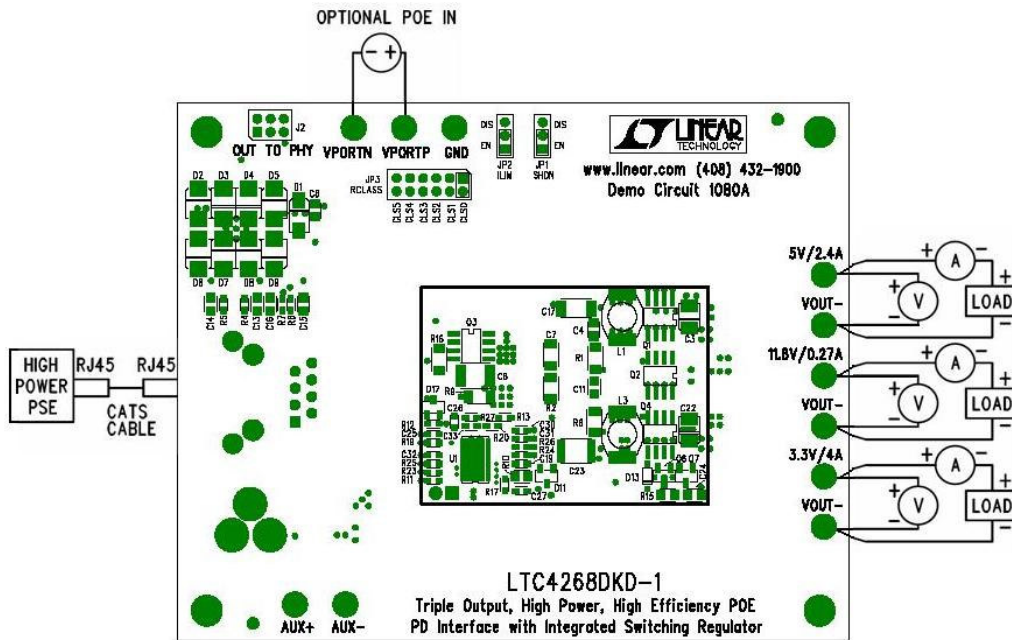 OPTIONAL POE IN
- +
J2
OUT TO PHY
VPORTN VPORTP GND
DIS
EN
JP2
ILIM
DIS
EN
JP1
SHDN
LT LINEAR
TECHNOLOGY
www.linear.com (408) 432-1900
Demo Circuit 1080A
JP3
RCLASS
CLS5 CLS4 CLS3 CLS2 CLS1 CLS0
D2 D3 D4 D5
D1
C8
D8 D7 D6 D9
C14 R5 R4 C13 C16 R7 R8 C15
5V/2.4A
VOUT-
+ A -
+ V -
+ LOAD -
11.8V/0.27A
VOUT-
+ A -
+ V -
+ LOAD -
3.3V/4A
VOUT-
+ A -
+ V -
+ LOAD -
HIGH
POWER
PSE
RJ45 RJ45
CAT5
CABLE
C17
L1
Q1
C3
C4
Q3
R16
C7
R1
C6
R9
R2
C11
Q2
D17
C26
R27
R13
L3
Q4
C22
R6
R12
C25
R18
C33
R20
C30
C31
R26
R24
C19
C32
R25
R23
R11
U1
R10
R17
C27
D11
C23
D13
Q6 Q7
C24
R15
AUX+ AUX-
LTC4268DKD-1
Triple Output, High Power, High Efficiency POE
PD Interface with Integrated Switching Regulator